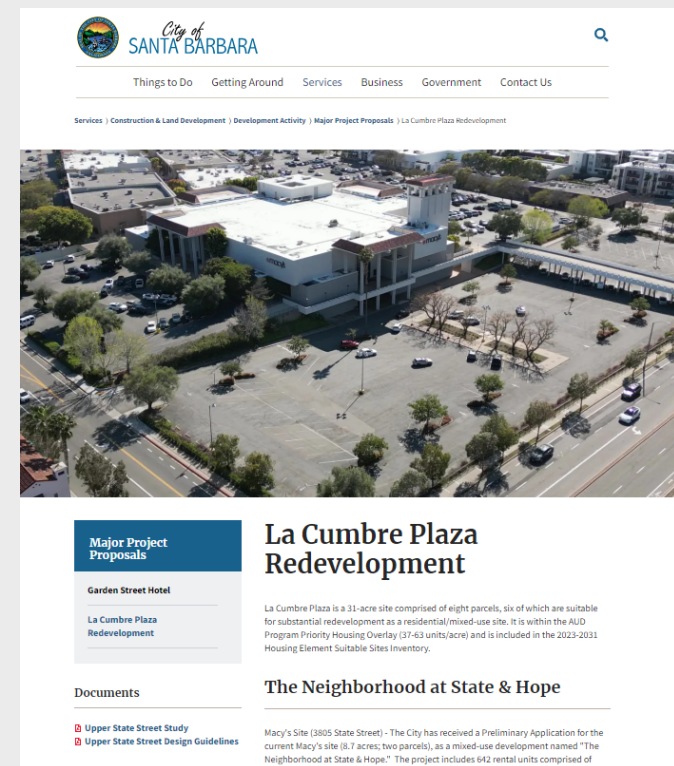 City of
SANTA BARBARA
Things to Do Getting Around Services Business Government Contact Us
Services ) Construction & Land Development ) Development Activity ) Major Project Proposals ) La Cumbre Plaza Redevelopment
macys
Major Project
Proposals
Garden Street Hotel
La Cumbre Plaza
Redevelopment
Documents
Upper State Street Study
Upper State Street Design Guidelines
La Cumbre Plaza
Redevelopment
La Cumbre Plaza is a 31-acre site comprised of eight parcels, six of which are suitable
for substantial redevelopment as a residential/mixed-use site. It is within the AUD
Program Priority Housing Overlay (37-63 units/acre) and is included in the 2023-2031
Housing Element Suitable Sites Inventory.
The Neighborhood at State & Hope
Macy's Site (3805 State Street) - The City has received a Preliminary Application for the
current Macy's site (8.7 acres; two parcels), as a mixed-use development named "The
Neighborhood at State & Hope." The project includes 642 rental units comprised of